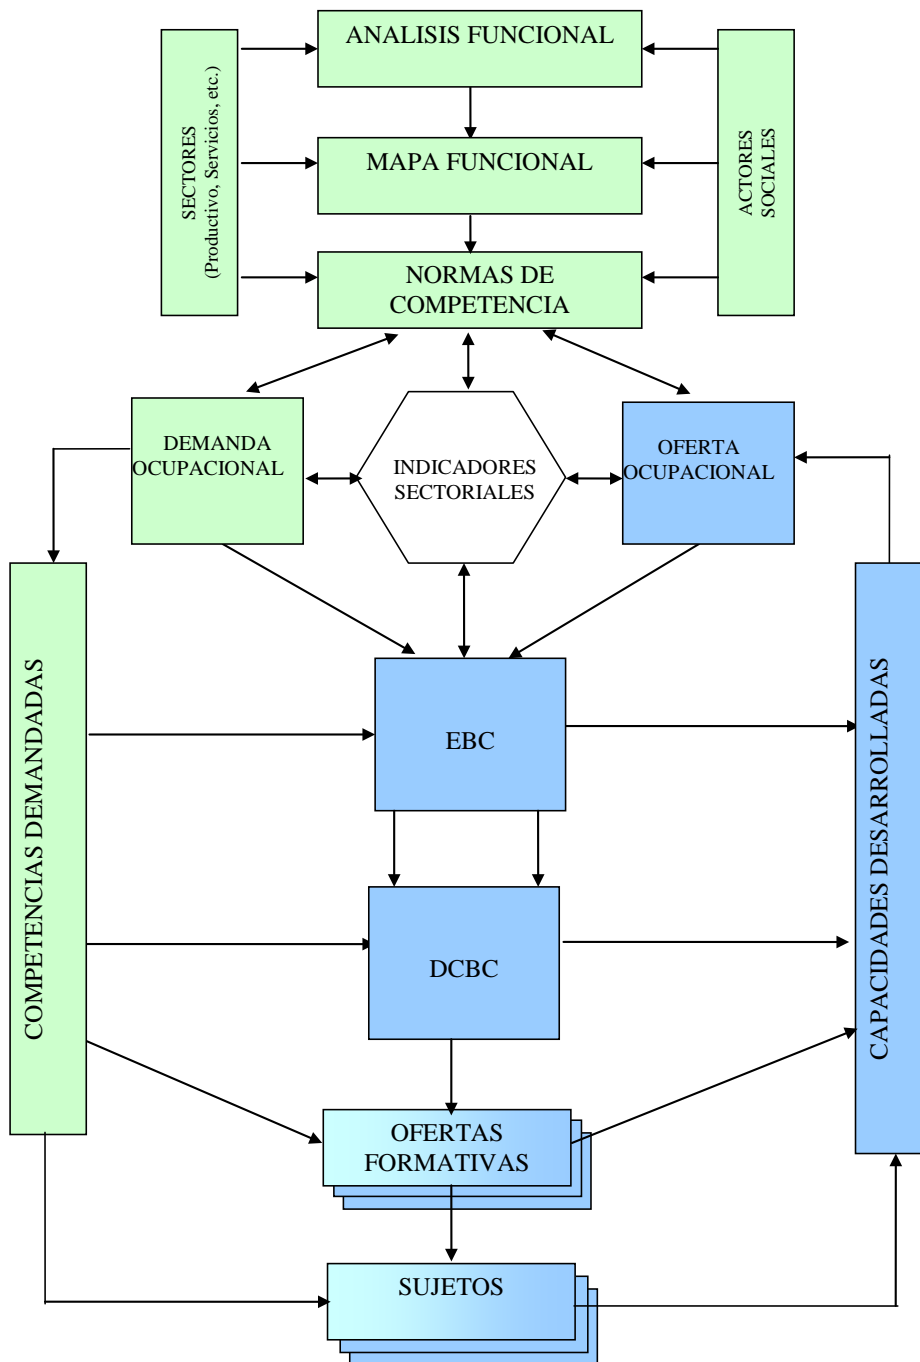 ANALISIS FUNCIONAL
SECTORES
(Productivo, Servicios, etc.)
MAPA FUNCIONAL
ACTORES
SOCIALES
NORMAS DE
COMPETENCIA
DEMANDA
OCUPACIONAL
INDICADORES
SECTORIALES
OFERTA
OCUPACIONAL
COMPETENCIAS DEMANDADAS
EBC
CAPACIDADES DESARROLLADAS
DCBC
OFERTAS
FORMATIVAS
SUJETOS